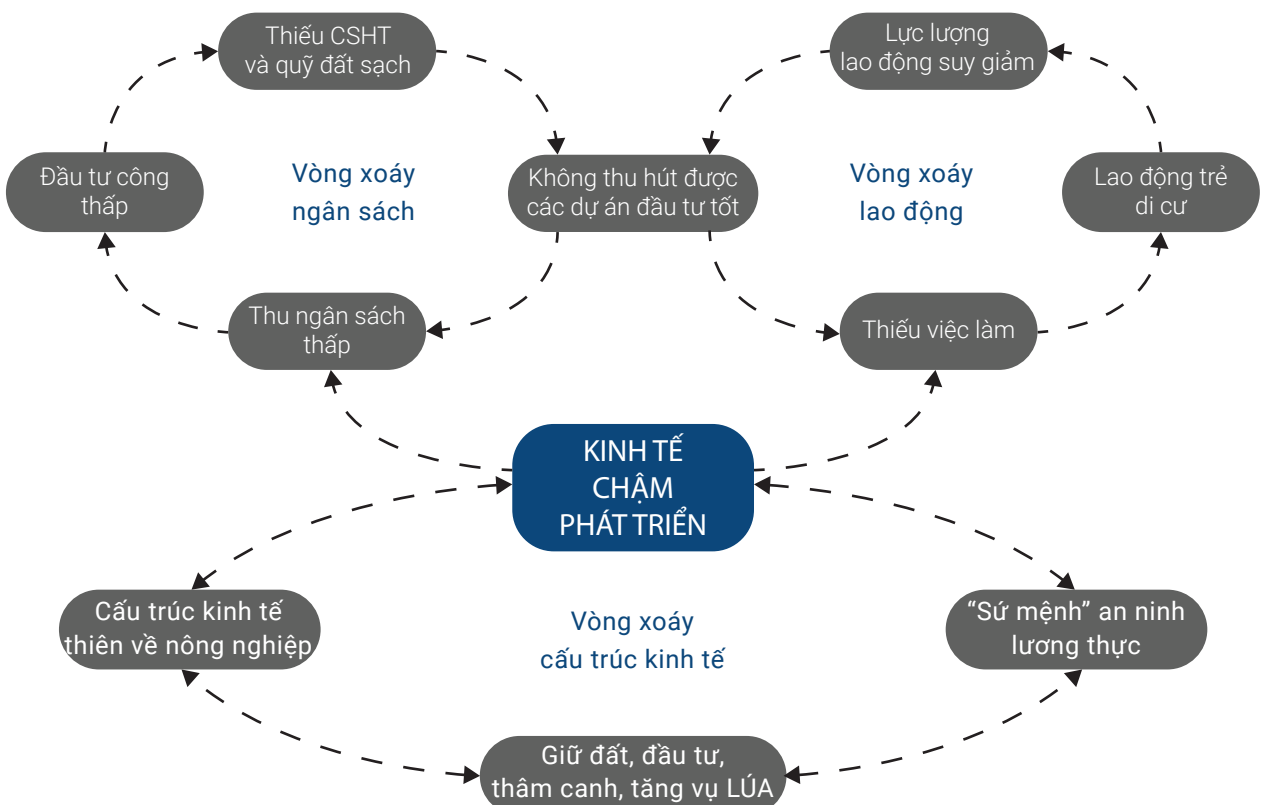 Thiếu CSHT
và quỹ đất sạch
Lực lượng
lao động suy giảm
Đầu tư công
thấp
Vòng xoáy
ngân sách
Không thu hút được
các dự án đầu tư tốt
Vòng xoáy
lao động
Lao động trẻ
di cư
Thu ngân sách
thấp
Thiếu việc làm
KINH TẾ
CHẬM
PHÁT TRIỂN
Cấu trúc kinh tế
thiên về nông nghiệp
Vòng xoáy
cấu trúc kinh tế
“Sứ mệnh” an ninh
lương thực
Giữ đất, đầu tư,
thâm canh, tăng vụ LÚA